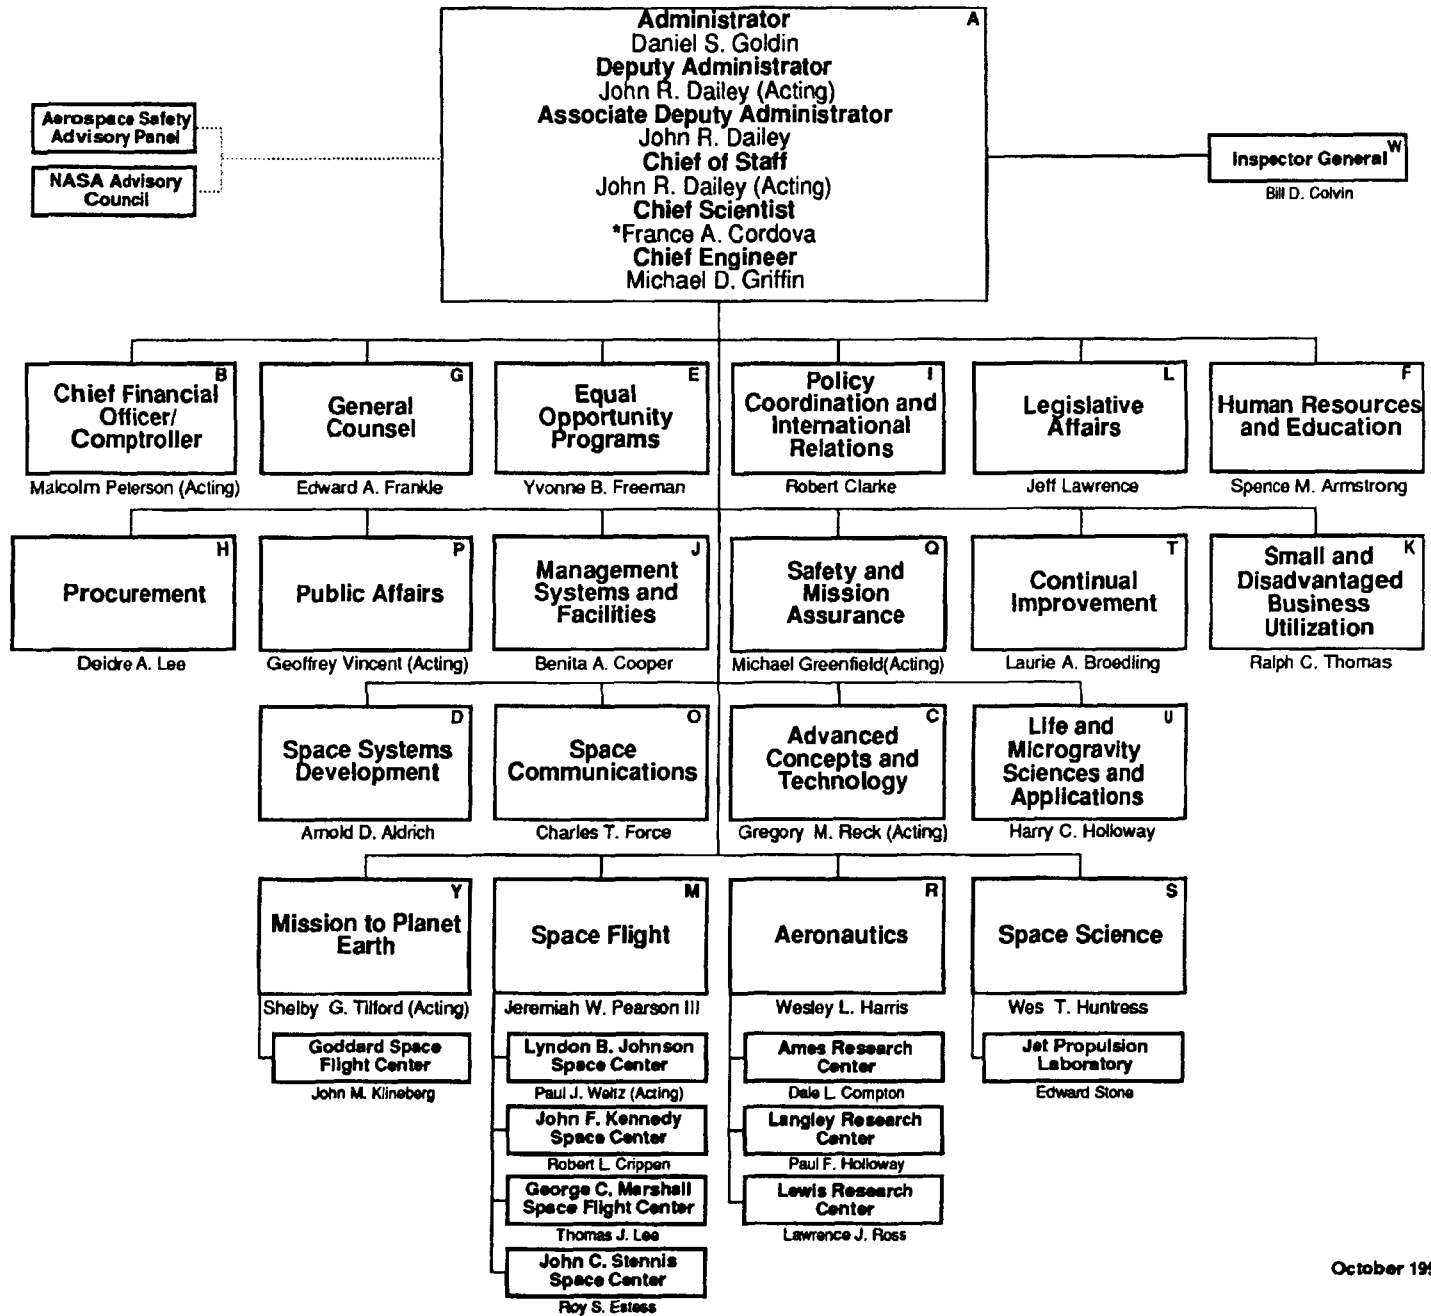 A
Administrator
Daniel S. Goldin
Deputy Administrator
John R. Dailey (Acting)
Associate Deputy Administrator
John R. Dailey
Chief of Staff
John R. Dailey (Acting)
Chief Scientist
*France A. Cordova
Chief Engineer
Michael D. Griffin
Aerospace Safety
Advisory Panel
NASA Advisory
Council
Inspector General W
Bill D. Colvin
B
Chief Financial
Officer/
Comptroller
Malcolm Peterson (Acting)
G
General
Counsel
Edward A. Frankle
E
Equal
Opportunity
Programs
Yvonne B. Freeman
I
Policy
Coordination and
International
Relations
Robert Clarke
L
Legislative
Affairs
Jeff Lawrence
F
Human Resources
and Education
Spence M. Armstrong
H
Procurement
Deidre A. Lee
P
Public Affairs
Geoffrey Vincent (Acting)
J
Management
Systems and
Facilities
Benita A. Cooper
Q
Safety and
Mission
Assurance
Michael Greenfield(Acting)
T
Continual
Improvement
Laurie A. Broedling
K
Small and
Disadvantaged
Business
Utilization
Ralph C. Thomas
D
Space Systems
Development
Arnold D. Aldrich
O
Space
Communications
Charles T. Force
C
Advanced
Concepts and
Technology
Gregory M. Reck (Acting)
U
Life and
Microgravity
Sciences and
Applications
Harry C. Holloway
Y
Mission to Planet
Earth
Shelby G. Tilford (Acting)
Goddard Space
Flight Center
John M. Klineberg
M
Space Flight
Jeremiah W. Pearson III
Lyndon B. Johnson
Space Center
Paul J. Weitz (Acting)
John F. Kennedy
Space Center
Robert L. Crippen
George C. Marshall
Space Flight Center
Thomas J. Lee
John C. Stennis
Space Center
Roy S. Estess
R
Aeronautics
Wesley L. Harris
Ames Research
Center
Dale L. Compton
Langley Research
Center
Paul F. Holloway
Lewis Research
Center
Lawrence J. Ross
S
Space Science
Wes T. Huntress
Jet Propulsion
Laboratory
Edward Stone
October